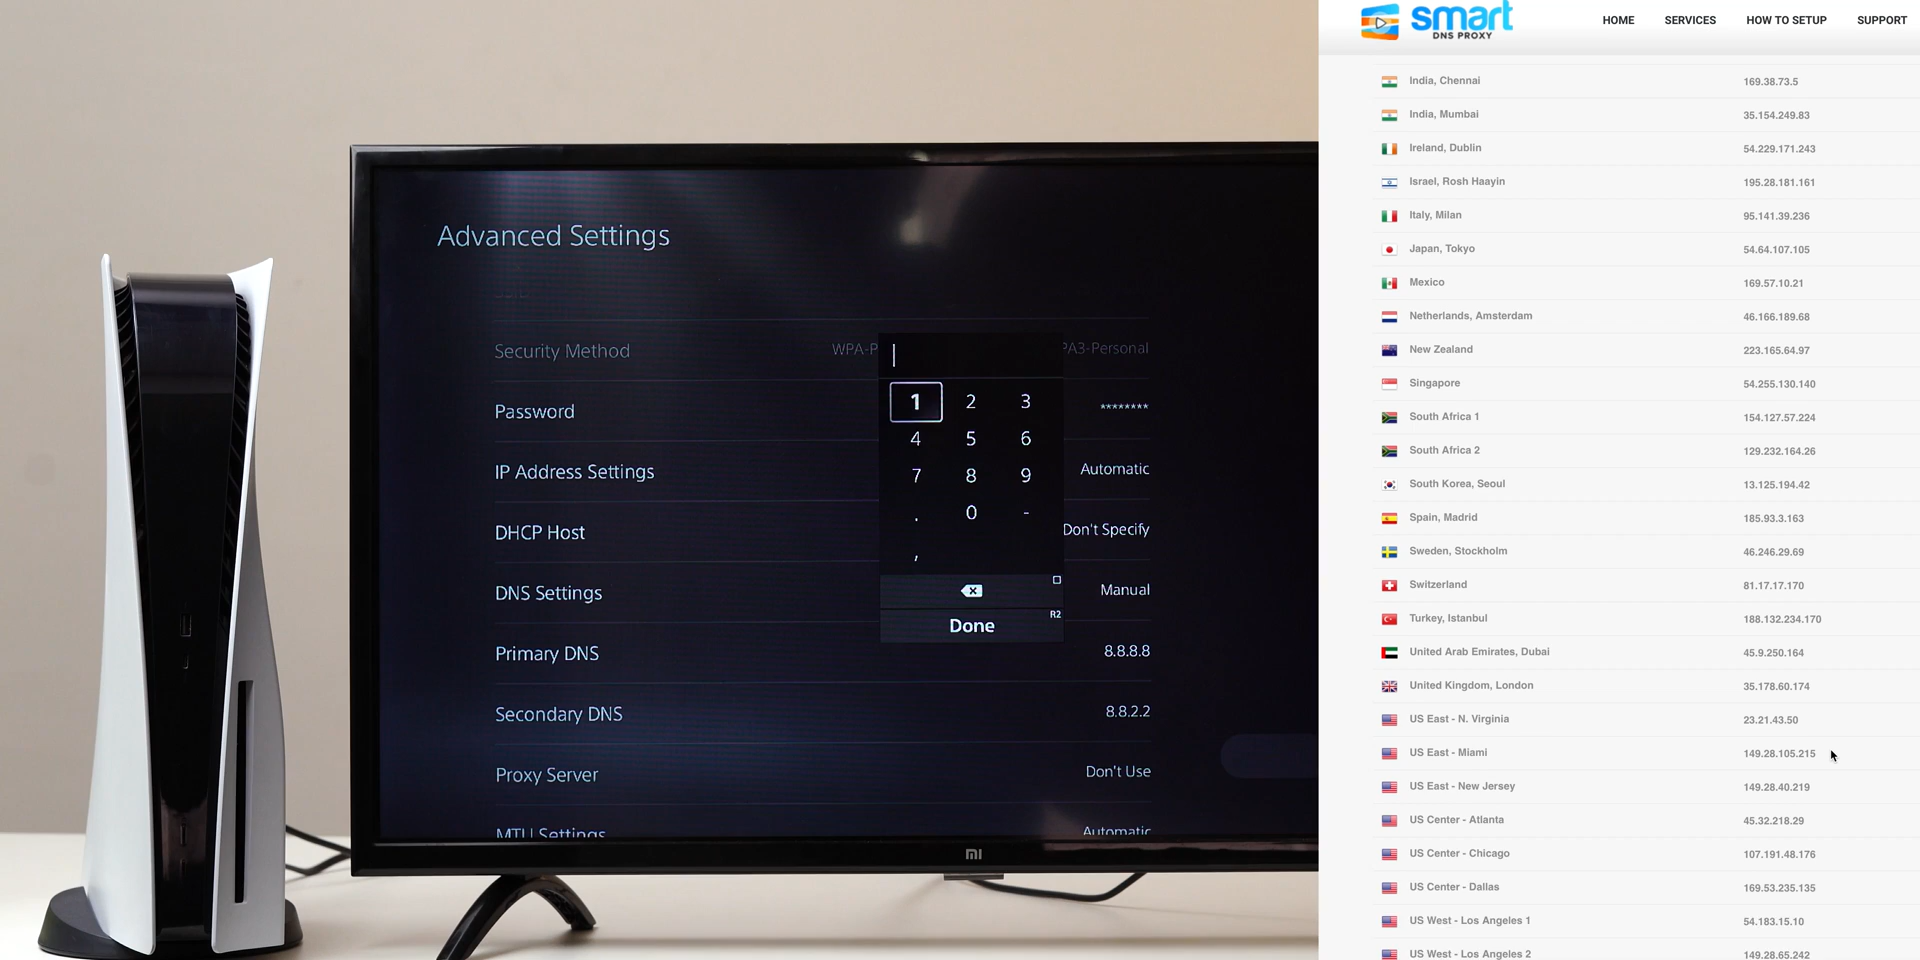 Advanced Settings
Security Method WPA-P PA3-Personal
Password ********
IP Address Settings Automatic
DHCP Host Don't Specify
DNS Settings Manual
Primary DNS 8.8.8.8
Secondary DNS 8.8.2.2
Proxy Server Don't Use
MTU Settings Automatic
1 2 3
4 5 6
7 8 9
. 0 -
,
Done
R2
mi
smart
DNS PROXY
HOME SERVICES HOW TO SETUP SUPPORT
India, Chennai 169.38.73.5
India, Mumbai 35.154.249.83
Ireland, Dublin 54.229.171.243
Israel, Rosh Haayin 195.28.181.161
Italy, Milan 95.141.39.236
Japan, Tokyo 54.64.107.105
Mexico 169.57.10.21
Netherlands, Amsterdam 46.166.189.68
New Zealand 223.165.64.97
Singapore 54.255.130.140
South Africa 1 154.127.57.224
South Africa 2 129.232.164.26
South Korea, Seoul 13.125.194.42
Spain, Madrid 185.93.3.163
Sweden, Stockholm 46.246.29.69
Switzerland 81.17.17.170
Turkey, Istanbul 188.132.234.170
United Arab Emirates, Dubai 45.9.250.164
United Kingdom, London 35.178.60.174
US East - N. Virginia 23.21.43.50
US East - Miami 149.28.105.215
US East - New Jersey 149.28.40.219
US Center - Atlanta 45.32.218.29
US Center - Chicago 107.191.48.176
US Center - Dallas 169.53.235.135
US West - Los Angeles 1 54.183.15.10
US West - Los Angeles 2 149.28.65.242